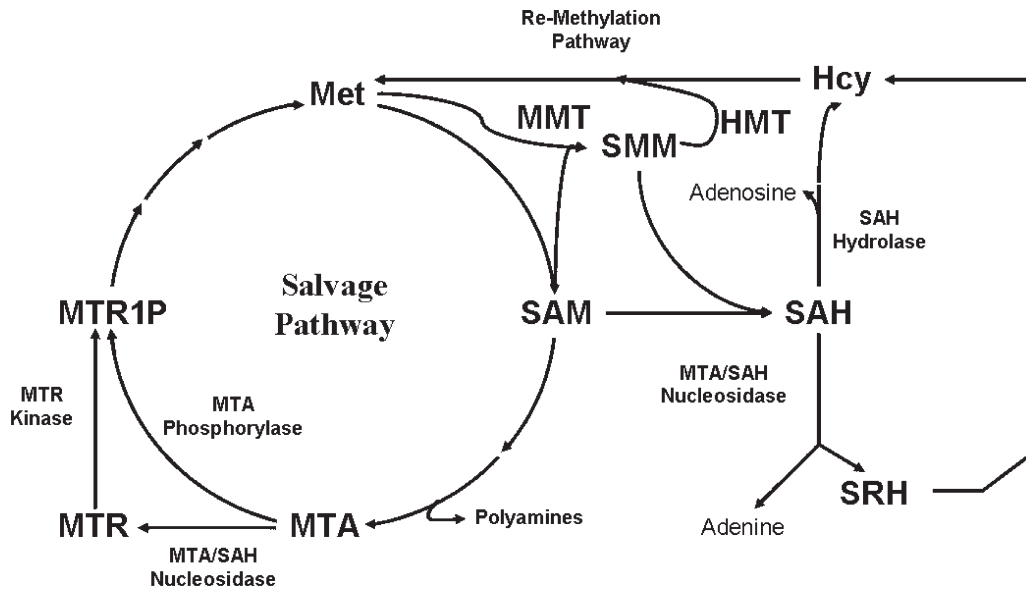 Re-Methylation
Pathway
Met
Hcy
MMT
HMT
SMM
Adenosine
SAH
Hydrolase
Salvage
Pathway
MTR1P
SAM
SAH
MTR
Kinase
MTA
Phosphorylase
MTA/SAH
Nucleosidase
SRH
MTR
MTA
Polyamines
Adenine
MTA/SAH
Nucleosidase